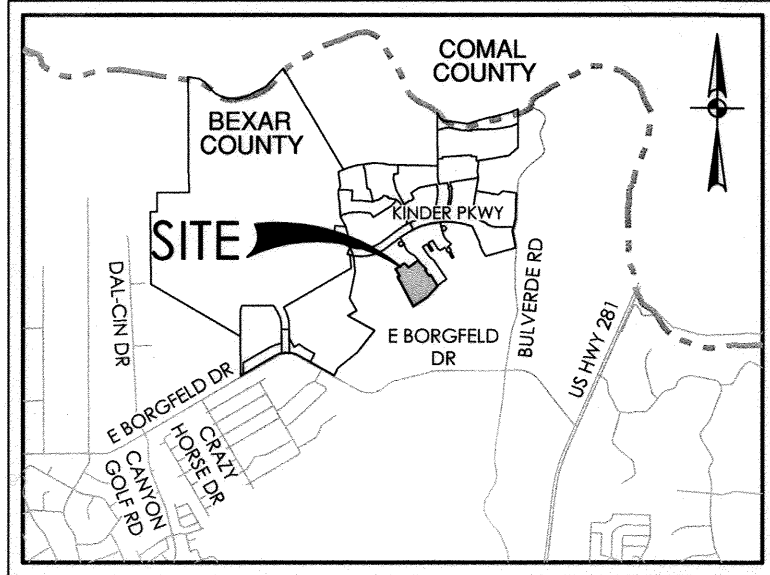 COMAL
COUNTY
BEXAR
COUNTY
KINDER PKWY
SITE
DAL-CIN DR
BULVERDE RD
E BORGFELD
DR
US HWY 281
E BORGFELD DR
CRAZY
HORSE DR
CANYON
GOLF RD